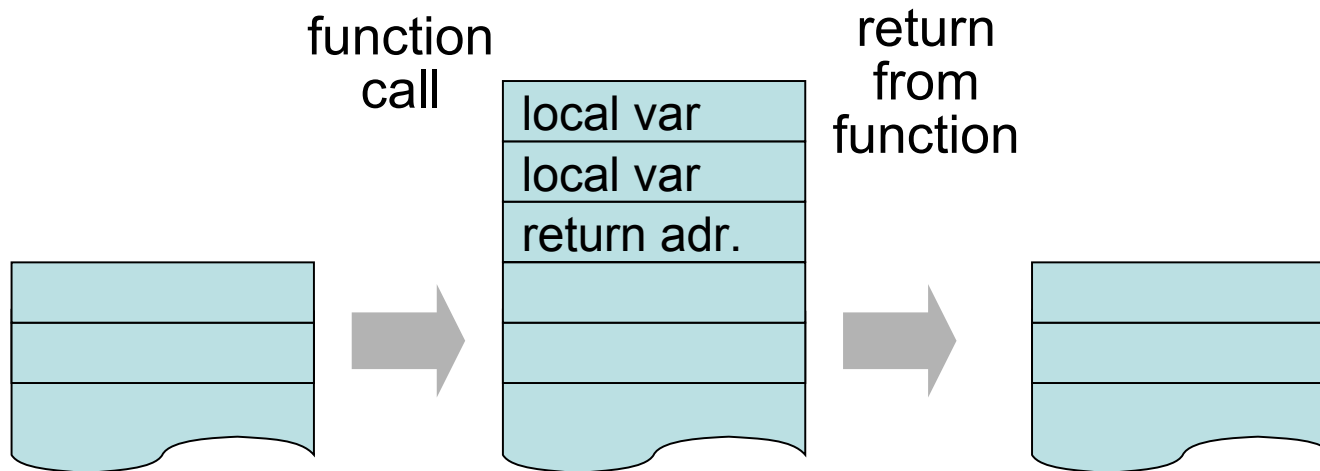 function
call
local var
local var
return adr.
return
from
function